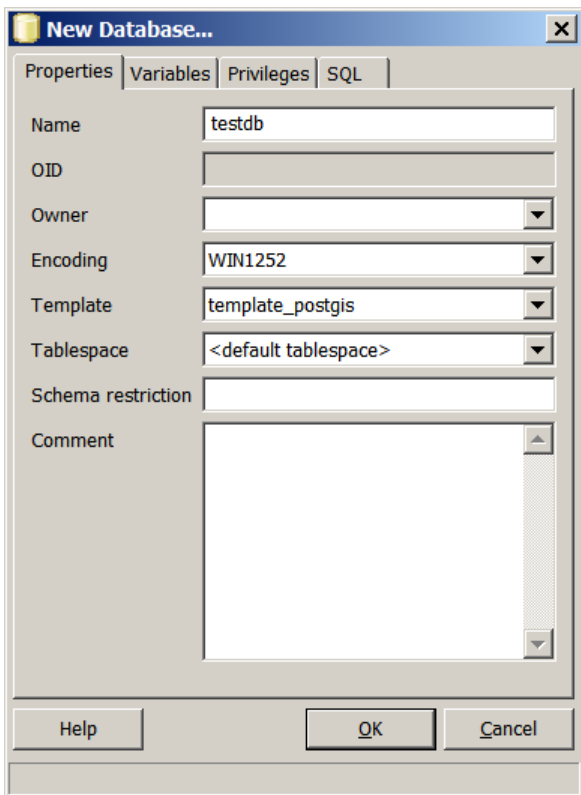 New Database...
Properties Variables Privileges SQL
Name testdb
OID
Owner
Encoding WIN1252
Template template_postgis
Tablespace <default tablespace>
Schema restriction
Comment
Help OK Cancel